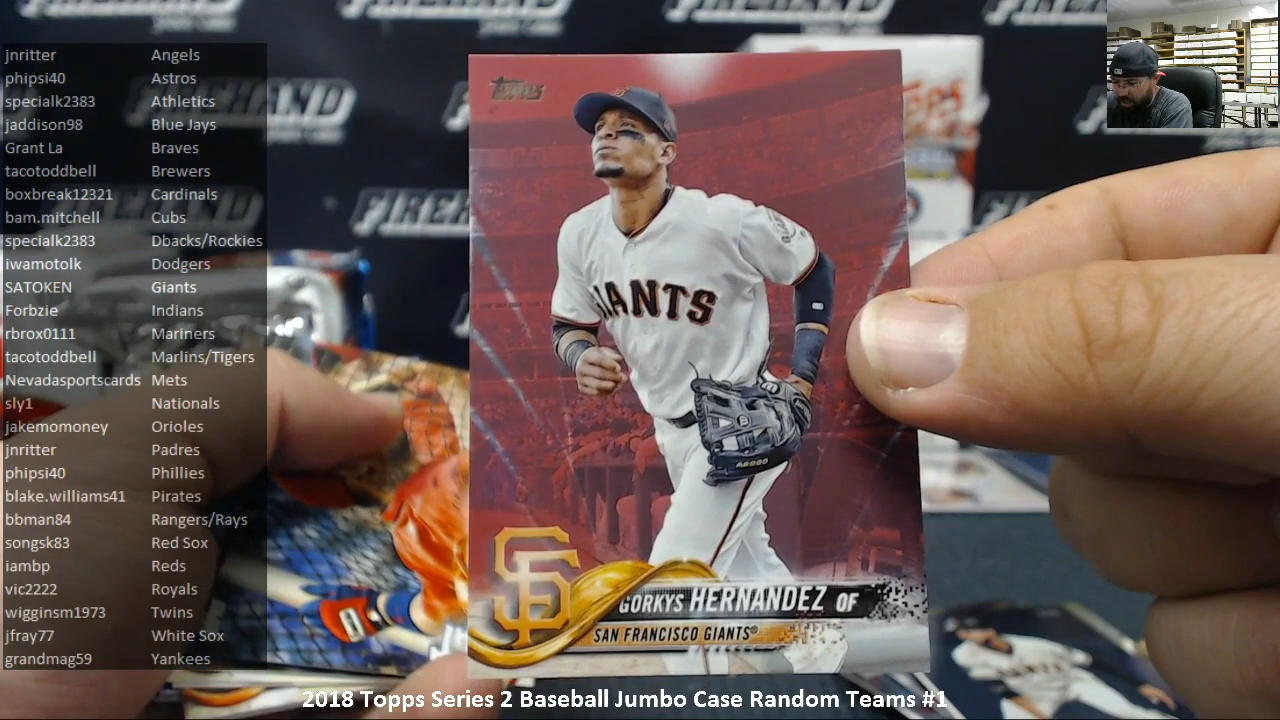 jnritter Angels
phipsi40 Astros
specialk2383 Athletics
jaddison98 Blue Jays
Grant La Braves
tacotoddbell Brewers
boxbreak12321 Cardinals
bam.mitchell Cubs
specialk2383 Dbacks/Rockies
iwamotolk Dodgers
SATOKEN Giants
Forbzie Indians
rbrox0111 Mariners
tacotoddbell Marlins/Tigers
Nevadasportscards Mets
sly1 Nationals
jakemomoney Orioles
jnritter Padres
phipsi40 Phillies
blake.williams41 Pirates
bbman84 Rangers/Rays
songsk83 Red Sox
iambp Reds
vic2222 Royals
wigginsm1973 Twins
jfray77 White Sox
grandmag59 Yankees
FIREHAND
TOPPS
GIANTS
A2000
SF
GORKYS HERNANDEZ OF
SAN FRANCISCO GIANTS®
2018 Topps Series 2 Baseball Jumbo Case Random Teams #1